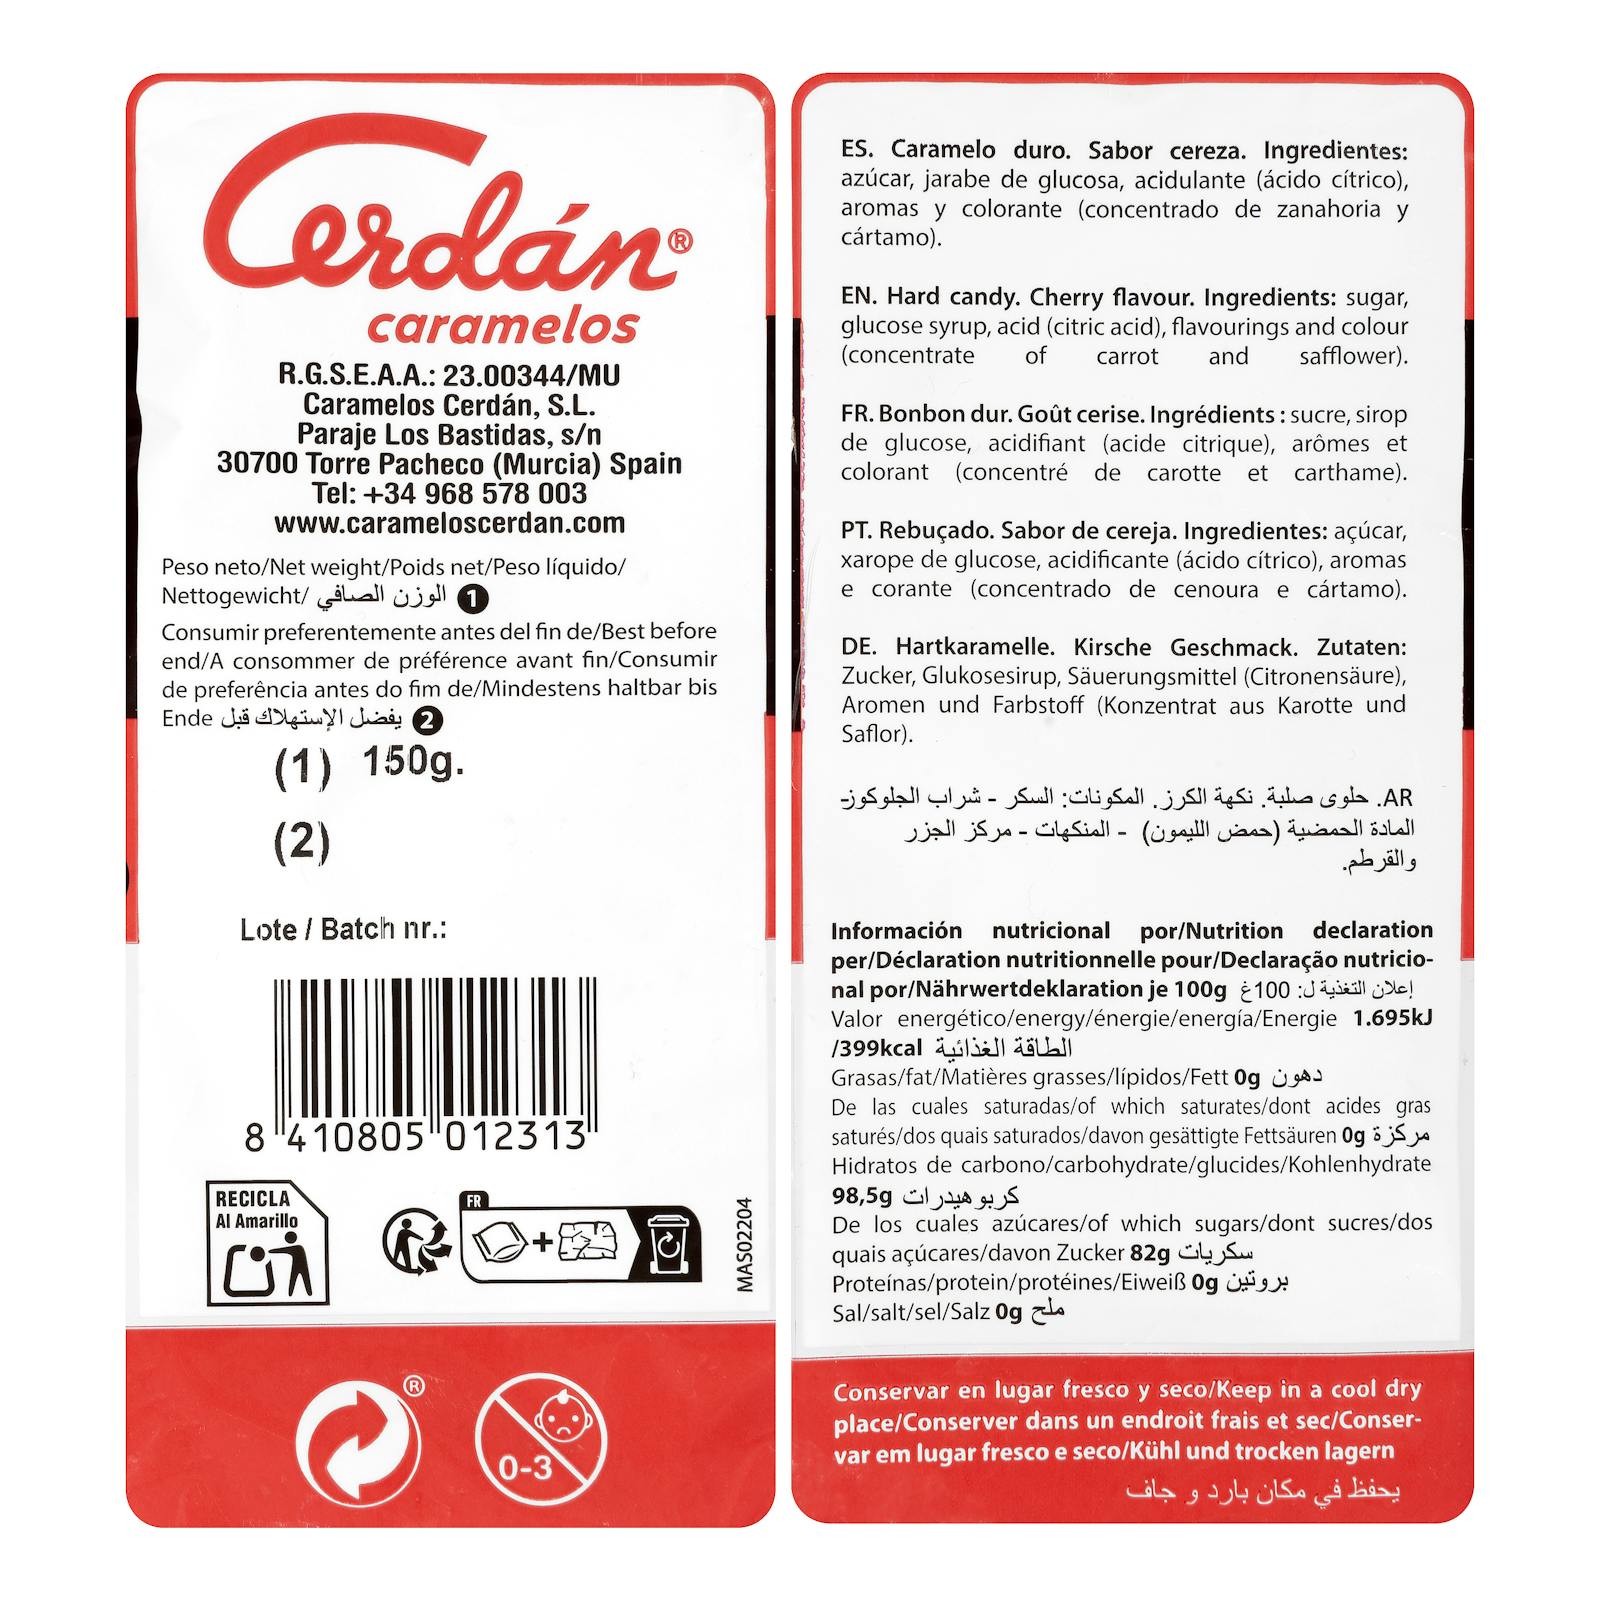 Cerdán®
caramelos
R.G.S.E.A.A.: 23.00344/MU
Caramelos Cerdán, S.L.
Paraje Los Bastidas, s/n
30700 Torre Pacheco (Murcia) Spain
Tel: +34 968 578 003
www.carameloscerdan.com
Peso neto/Net weight/Poids net/Peso líquido/
Nettogewicht/ الوزن الصافي 1
Consumir preferentemente antes del fin de/Best before
end/A consommer de préférence avant fin/Consumir
de preferência antes do fim de/Mindestens haltbar bis
Ende يفضل الإستهلاك قبل 2
(1) 150g.
(2)
Lote / Batch nr.:
8 410805 012313
RECICLA
Al Amarillo
FR
MAS02204
®
0-3
ES. Caramelo duro. Sabor cereza. Ingredientes:
azúcar, jarabe de glucosa, acidulante (ácido cítrico),
aromas y colorante (concentrado de zanahoria y
cártamo).
EN. Hard candy. Cherry flavour. Ingredients: sugar,
glucose syrup, acid (citric acid), flavourings and colour
(concentrate of carrot and safflower).
FR. Bonbon dur. Goût cerise. Ingrédients : sucre, sirop
de glucose, acidifiant (acide citrique), arômes et
colorant (concentré de carotte et carthame).
PT. Rebuçado. Sabor de cereja. Ingredientes: açúcar,
xarope de glucose, acidificante (ácido cítrico), aromas
e corante (concentrado de cenoura e cártamo).
DE. Hartkaramelle. Kirsche Geschmack. Zutaten:
Zucker, Glukosesirup, Säuerungsmittel (Citronensäure),
Aromen und Farbstoff (Konzentrat aus Karotte und
Saflor).
AR. حلوى صلبة. نكهة الكرز. المكونات: السكر - شراب الجلوكوز-
المادة الحمضية (حمض الليمون) - المنكهات - مركز الجزر
والقرطم.
Información nutricional por/Nutrition declaration
per/Déclaration nutritionnelle pour/Declaração nutricio-
nal por/Nährwertdeklaration je 100g إعلان التغذية ل: 100غ
Valor energético/energy/énergie/energía/Energie 1.695kJ
/399kcal الطاقة الغذائية
Grasas/fat/Matières grasses/lípidos/Fett 0g دهون
De las cuales saturadas/of which saturates/dont acides gras
saturés/dos quais saturados/davon gesättigte Fettsäuren 0g مركزة
Hidratos de carbono/carbohydrate/glucides/Kohlenhydrate
98,5g كربوهيدرات
De los cuales azúcares/of which sugars/dont sucres/dos
quais açúcares/davon Zucker 82g سكريات
Proteínas/protein/protéines/Eiweiß 0g بروتين
Sal/salt/sel/Salz 0g ملح
Conservar en lugar fresco y seco/Keep in a cool dry
place/Conserver dans un endroit frais et sec/Conser-
var em lugar fresco e seco/Kühl und trocken lagern
يحفظ في مكان بارد و جاف